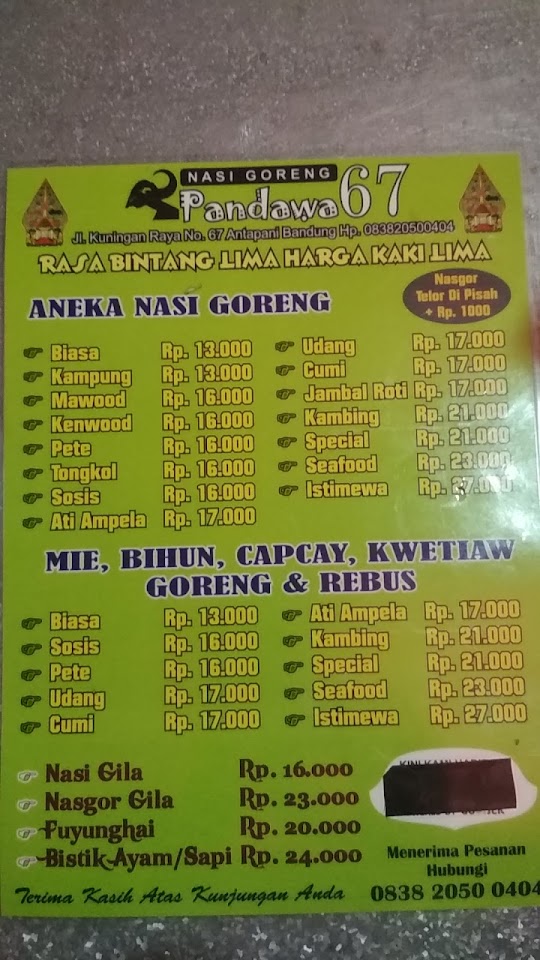 NASI GORENG
Pandawa 67
Jl. Kuningan Raya No. 67 Antapani Bandung Hp. 083820500404
RASA BINTANG LIMA HARGA KAKI LIMA
Nasgor
Telor Di Pisah
+ Rp. 1000
ANEKA NASI GORENG
Biasa Rp. 13.000
Kampung Rp. 13.000
Mawood Rp. 16.000
Kenwood Rp. 16.000
Pete Rp. 16.000
Tongkol Rp. 16.000
Sosis Rp. 16.000
Ati Ampela Rp. 17.000
Udang Rp. 17.000
Cumi Rp. 17.000
Jambal Roti Rp. 17.000
Kambing Rp. 21.000
Special Rp. 21.000
Seafood Rp. 23.000
Istimewa Rp. 27.000
MIE, BIHUN, CAPCAY, KWETIAW
GORENG & REBUS
Biasa Rp. 13.000
Sosis Rp. 16.000
Pete Rp. 16.000
Udang Rp. 17.000
Cumi Rp. 17.000
Ati Ampela Rp. 17.000
Kambing Rp. 21.000
Special Rp. 21.000
Seafood Rp. 23.000
Istimewa Rp. 27.000
Nasi Gila Rp. 16.000
Nasgor Gila Rp. 23.000
Fuyunghai Rp. 20.000
Bistik Ayam/Sapi Rp. 24.000
Menerima Pesanan
Hubungi
0838 2050 0404
Terima Kasih Atas Kunjungan Anda